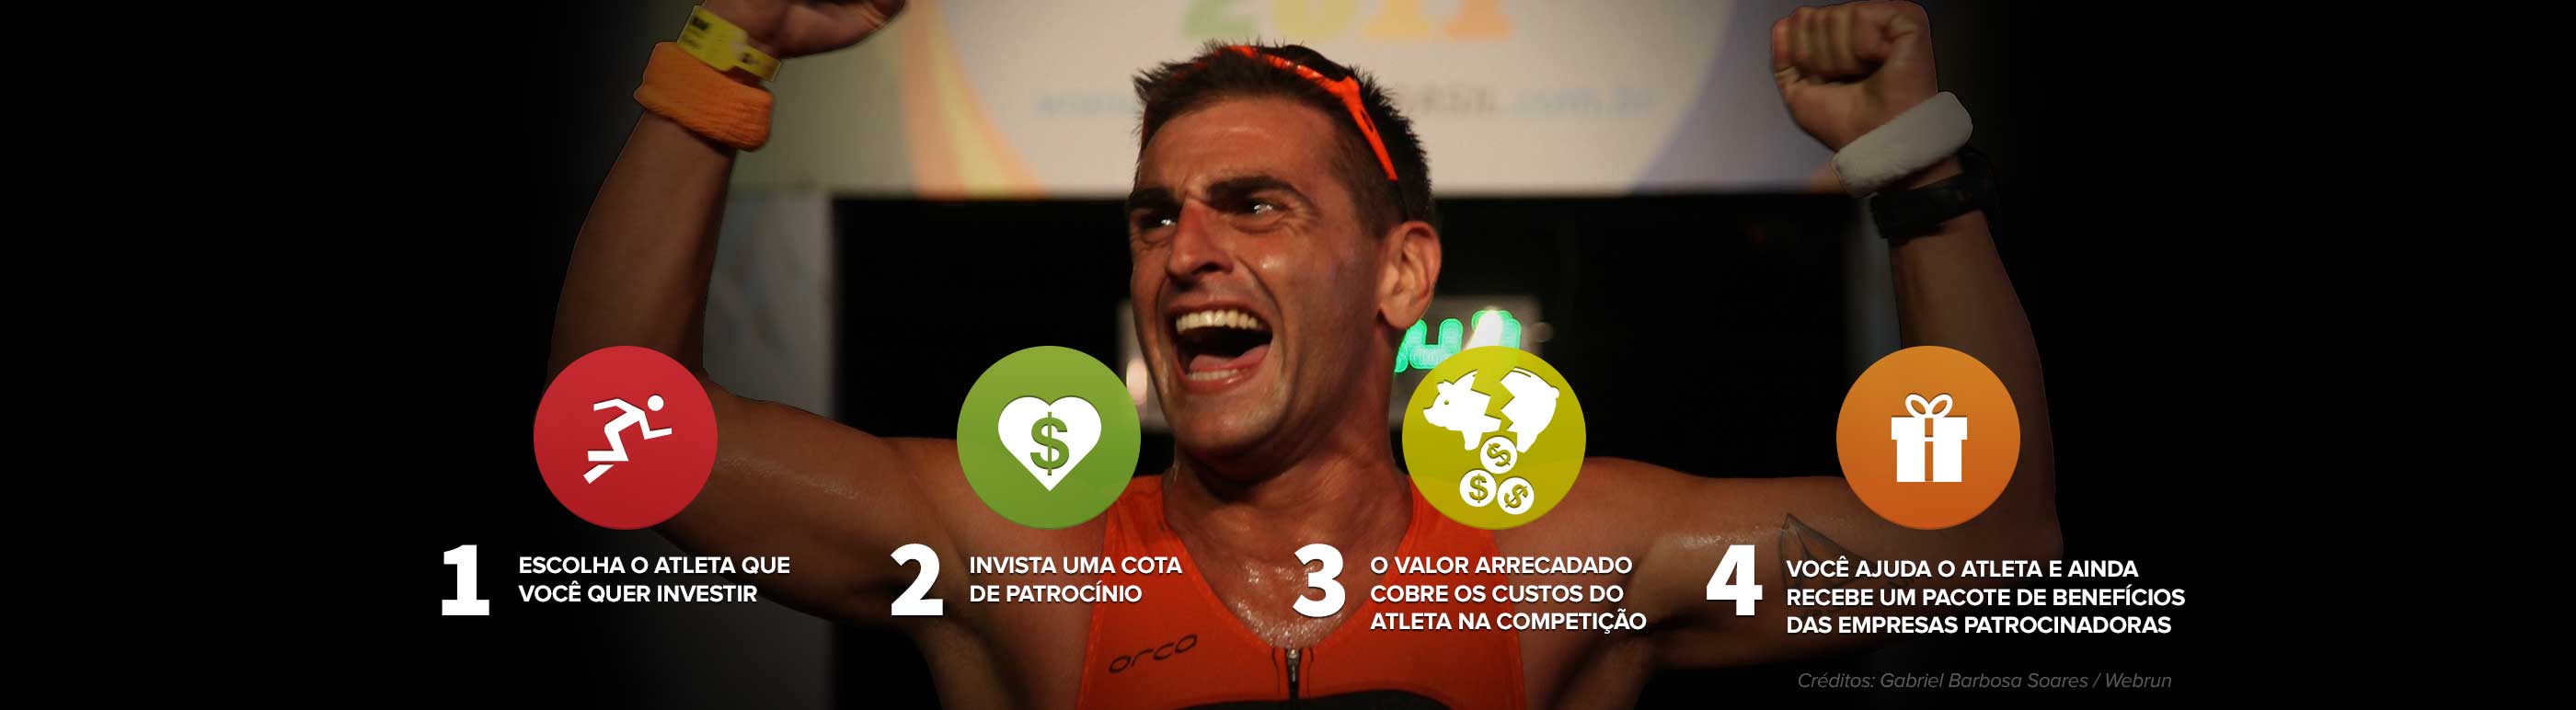 2011
1
ESCOLHA O ATLETA QUE
VOCÊ QUER INVESTIR
2
INVISTA UMA COTA
DE PATROCÍNIO
3
O VALOR ARRECADADO
COBRE OS CUSTOS DO
ATLETA NA COMPETIÇÃO
4
VOCÊ AJUDA O ATLETA E AINDA
RECEBE UM PACOTE DE BENEFÍCIOS
DAS EMPRESAS PATROCINADORAS
orca
Créditos: Gabriel Barbosa Soares / Webrun